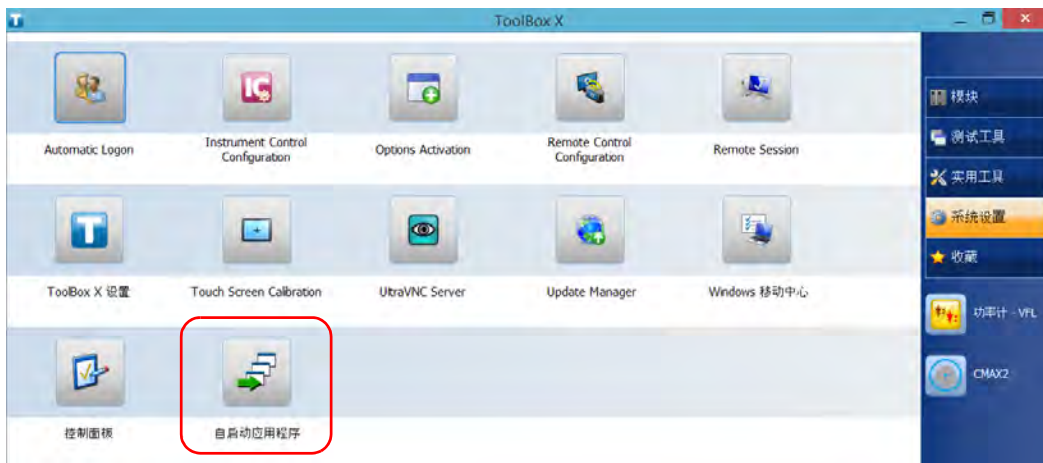 ToolBox X
Automatic Logon
Instrument Control
Configuration
Options Activation
Remote Control
Configuration
Remote Session
ToolBox X 设置
Touch Screen Calibration
UltraVNC Server
Update Manager
Windows 移动中心
控制面板
自启动应用程序
模块
测试工具
实用工具
系统设置
收藏
功率计 - VFL
CMAX2